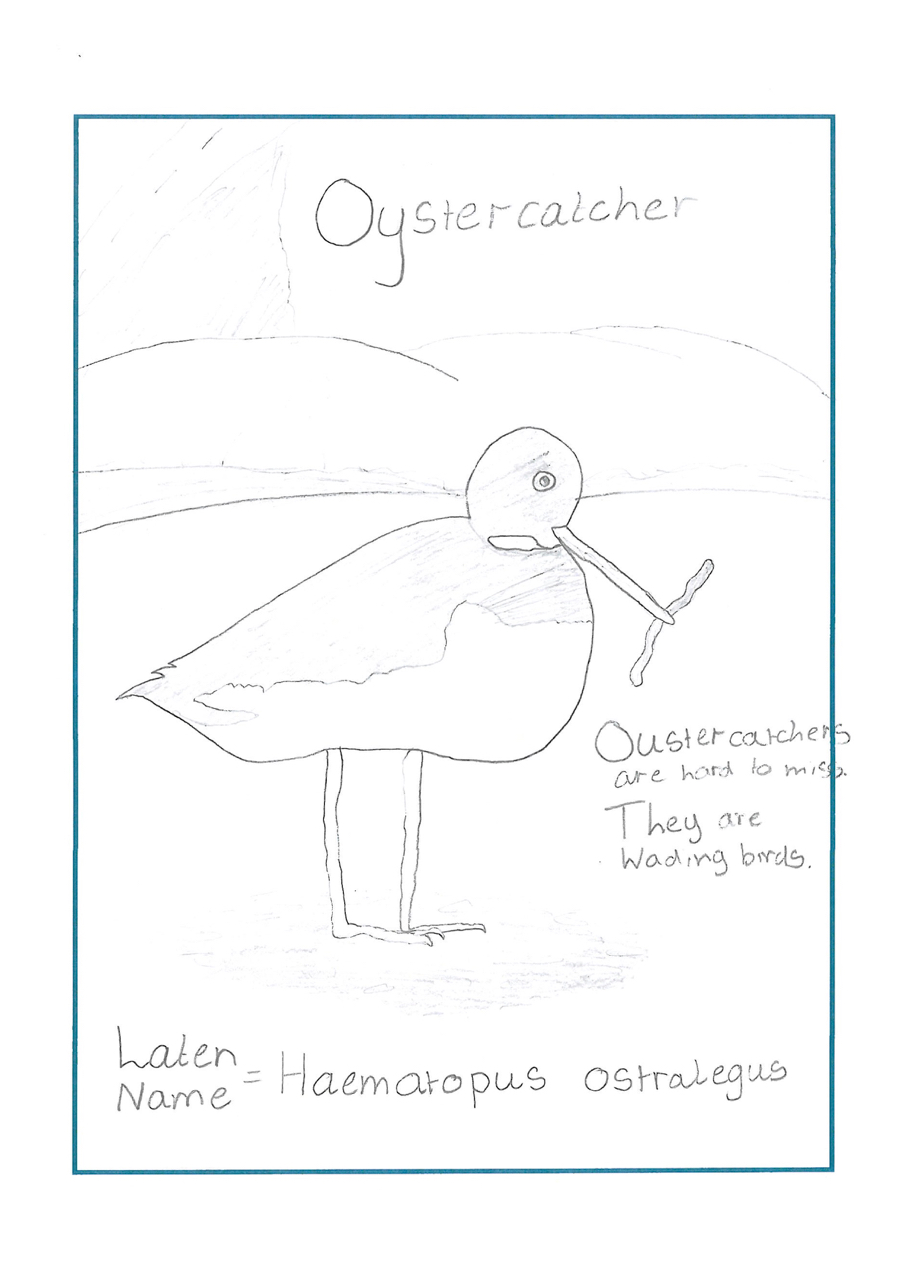 Oystercatcher
Oustercatchers
are hard to miss.
They are
Wading birds.
Laten
Name = Haematopus ostralegus